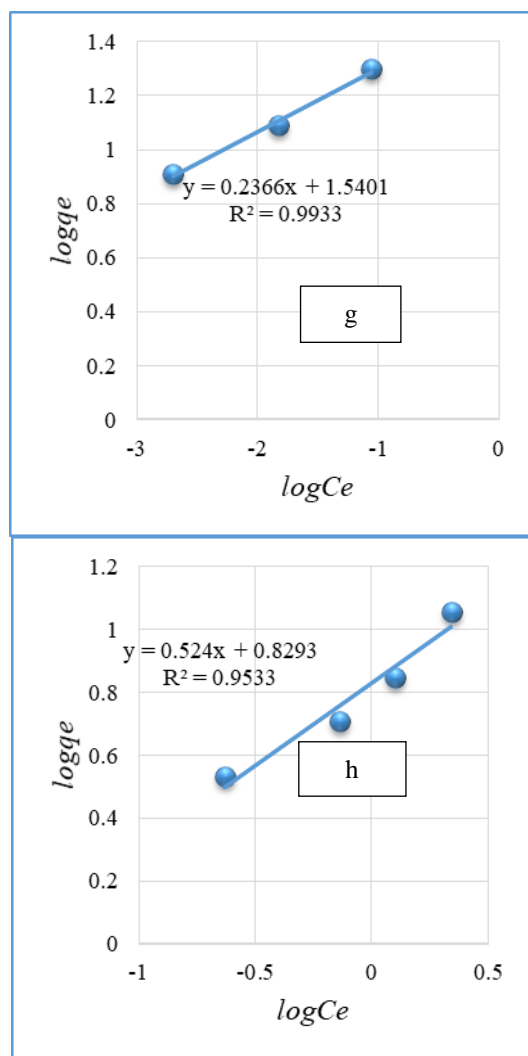 1.4
1.2
1
0.8
0.6
0.4
0.2
0
logqe
y = 0.2366x + 1.5401
R² = 0.9933
g
-3
-2
-1
0
logCe
1.2
1
0.8
0.6
0.4
0.2
0
logqe
y = 0.524x + 0.8293
R² = 0.9533
h
-1
-0.5
0
0.5
logCe